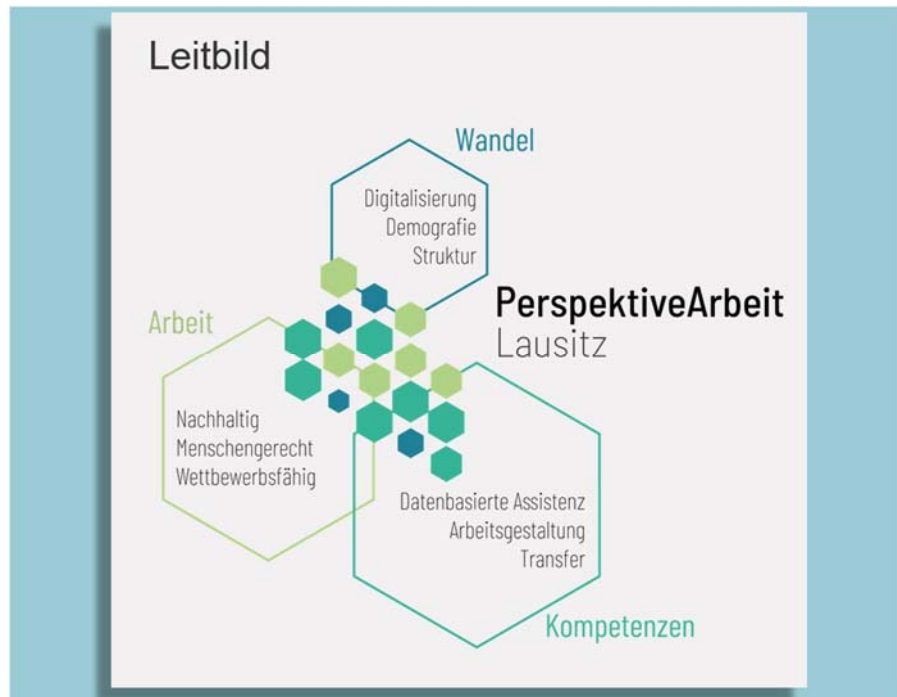 Leitbild
Wandel
Digitalisierung
Demografie
Struktur
PerspektiveArbeit
Lausitz
Arbeit
Nachhaltig
Menschengerecht
Wettbewerbsfähig
Datenbasierte Assistenz
Arbeitsgestaltung
Transfer
Kompetenzen